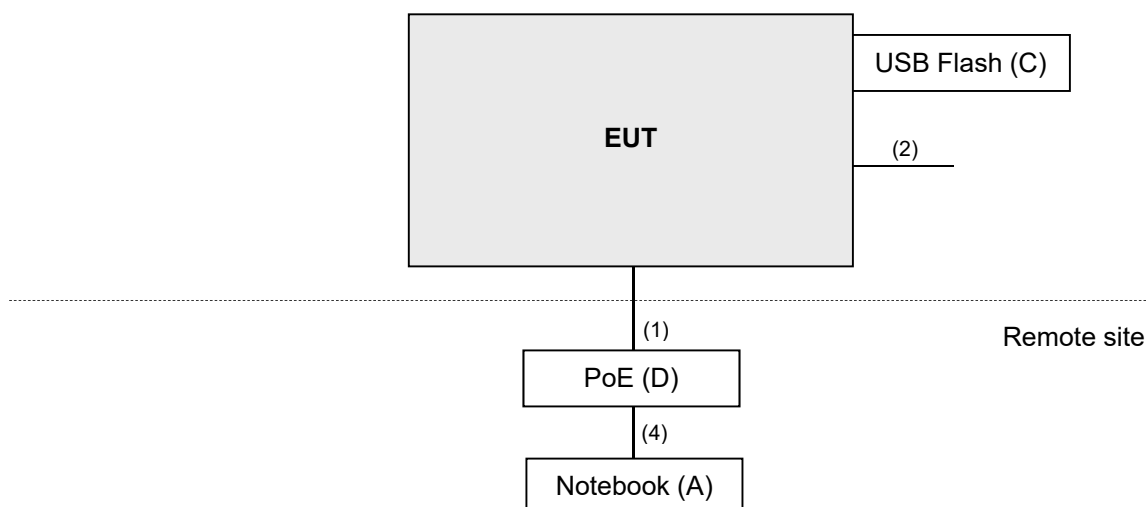 USB Flash (C)
EUT
(2)
(1)
Remote site
PoE (D)
(4)
Notebook (A)